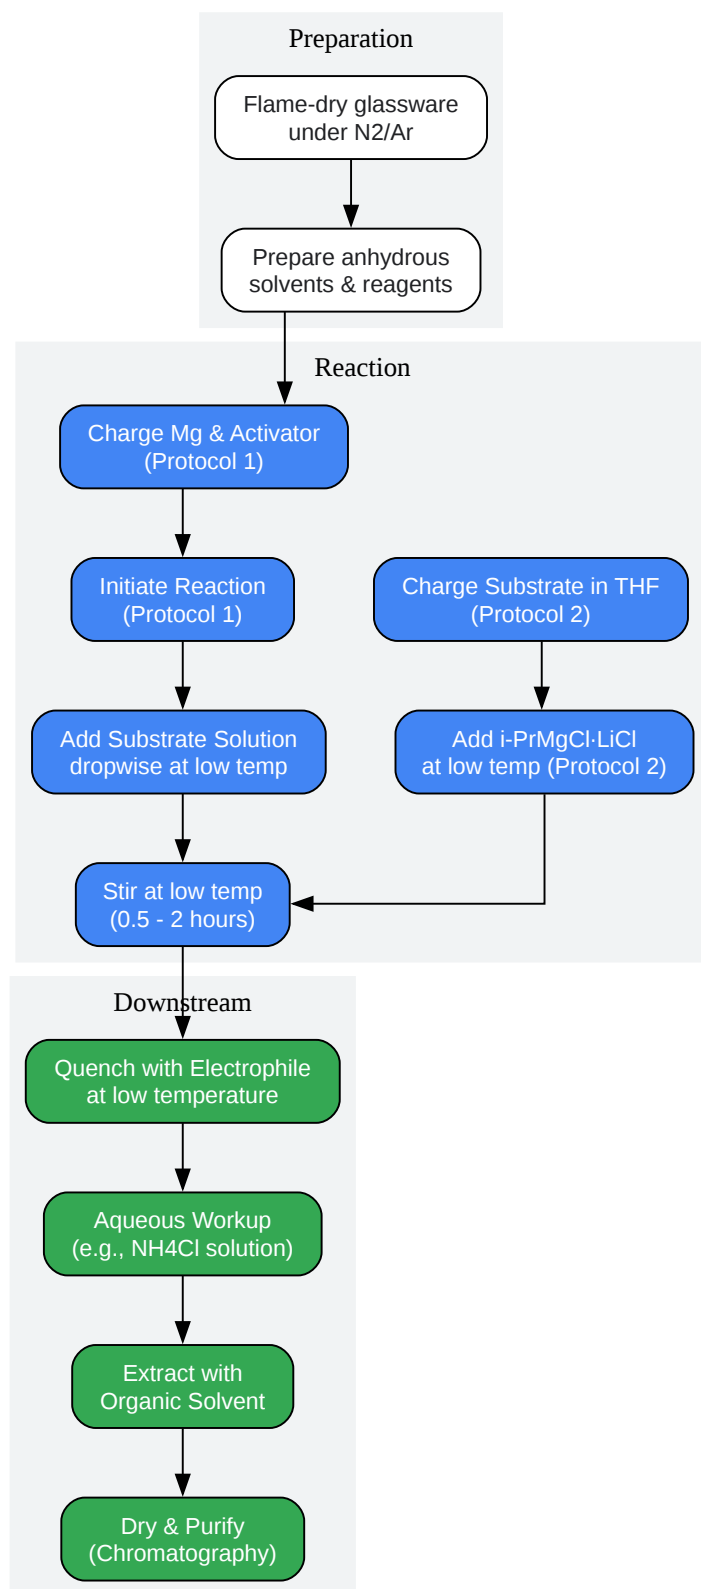 Preparation
Flame-dry glassware
under N2/Ar
Prepare anhydrous
solvents & reagents
Reaction
Charge Mg & Activator
(Protocol 1)
Initiate Reaction
(Protocol 1)
Charge Substrate in THF
(Protocol 2)
Add Substrate Solution
dropwise at low temp
Add i-PrMgCl·LiCl
at low temp (Protocol 2)
Stir at low temp
(0.5 - 2 hours)
Downstream
Quench with Electrophile
at low temperature
Aqueous Workup
(e.g., NH4Cl solution)
Extract with
Organic Solvent
Dry & Purify
(Chromatography)